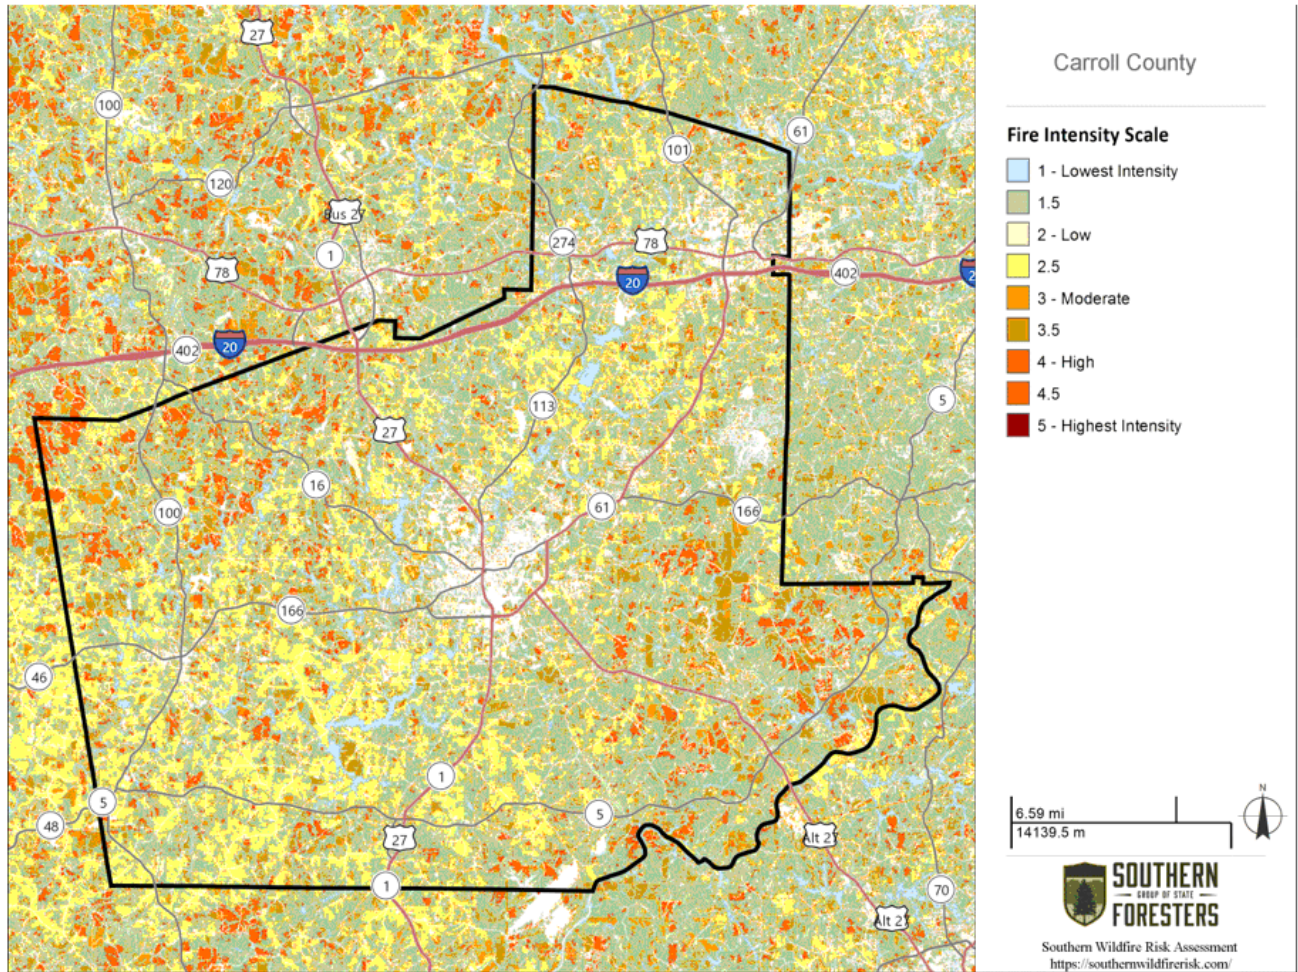 Carroll County
Fire Intensity Scale
1 - Lowest Intensity
1.5
2 - Low
2.5
3 - Moderate
3.5
4 - High
4.5
5 - Highest Intensity
6.59 mi
14139.5 m
N
SOUTHERN
GROUP OF STATE
FORESTERS
Southern Wildfire Risk Assessment
https://southernwildfirerisk.com/
27
100
61
101
120
Bus 27
274
78
1
78
402
20
2
20
402
5
113
27
16
61
166
100
166
46
1
5
5
48
27
Alt 27
1
70
Alt 27